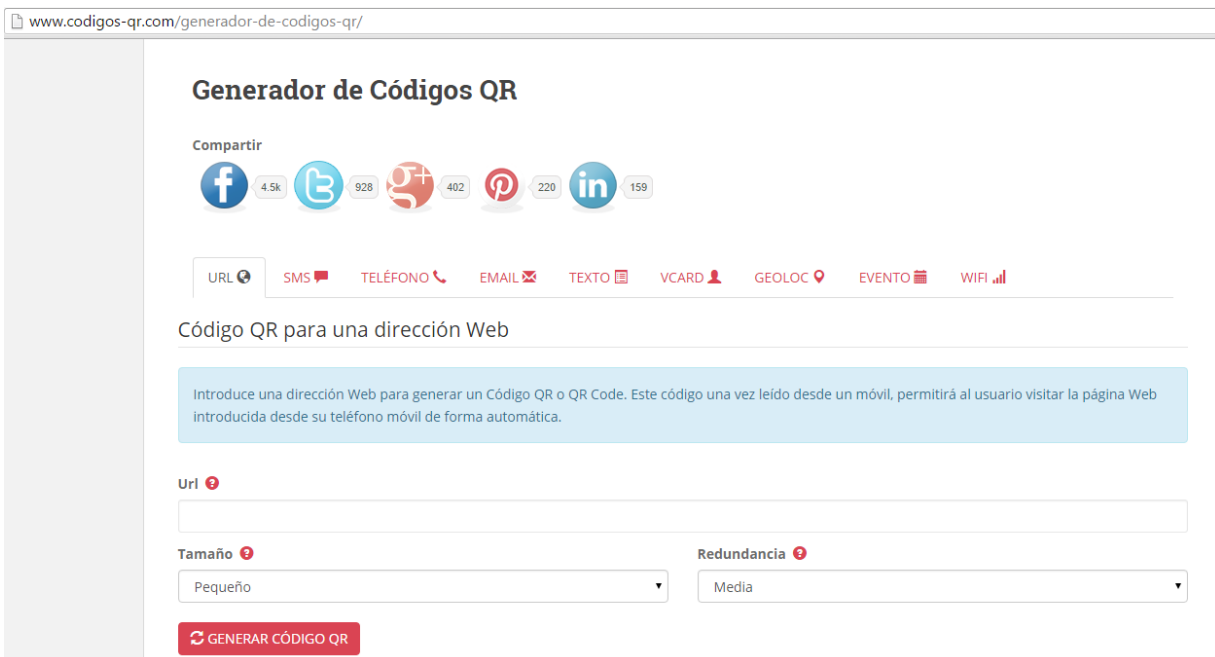 www.codigos-qr.com/generador-de-codigos-qr/
Generador de Códigos QR
Compartir
4.5k 928 402 220 159
URL SMS TELÉFONO EMAIL TEXTO VCARD GEOLOC EVENTO WIFI
Código QR para una dirección Web
Introduce una dirección Web para generar un Código QR o QR Code. Este código una vez leído desde un móvil, permitirá al usuario visitar la página Web
introducida desde su teléfono móvil de forma automática.
Url
Tamaño Redundancia
Pequeño Media
GENERAR CÓDIGO QR